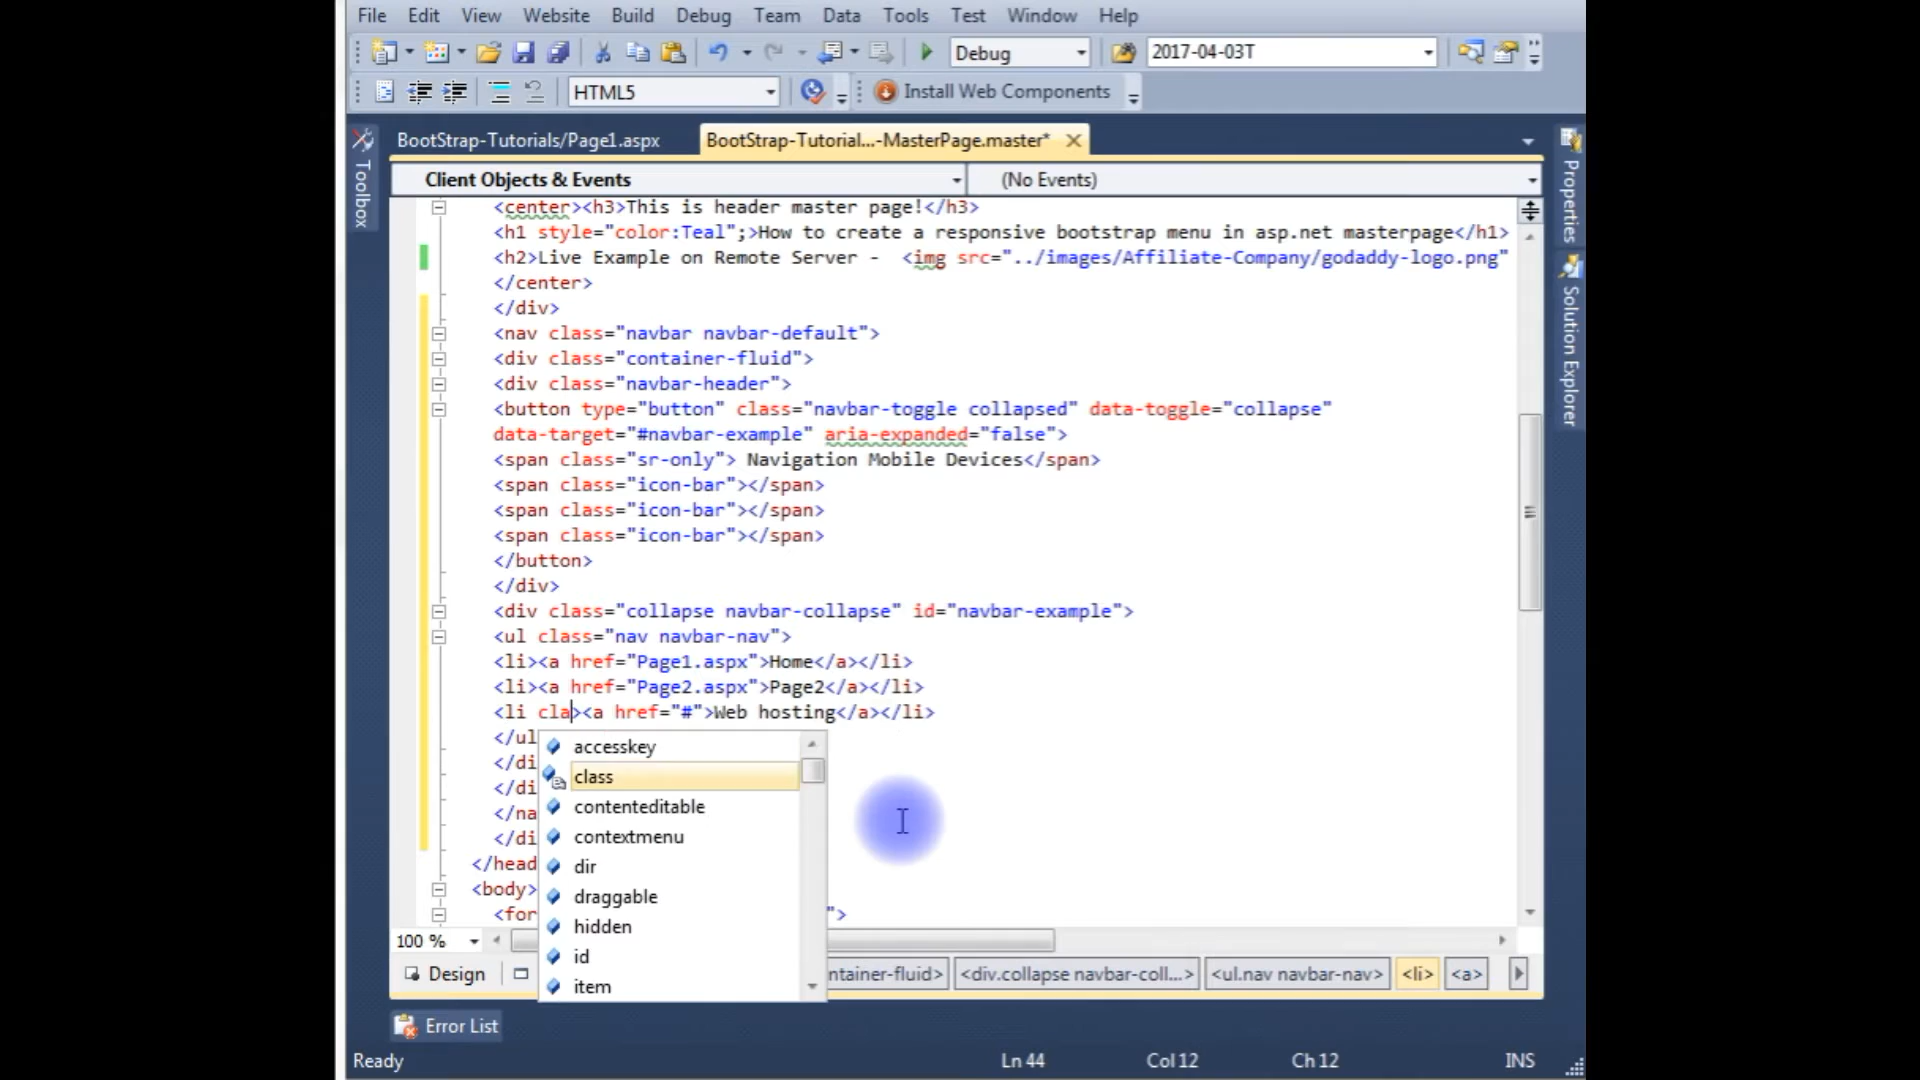 File Edit View Website Build Debug Team Data Tools Test Window Help
Debug 2017-04-03T
HTML5 Install Web Components
BootStrap-Tutorials/Page1.aspx BootStrap-Tutorial...-MasterPage.master*
Toolbox
Properties
Solution Explorer
Client Objects & Events (No Events)
<center><h3>This is header master page!</h3>
<h1 style="color:Teal";>How to create a responsive bootstrap menu in asp.net masterpage</h1>
<h2>Live Example on Remote Server -  <img src="../images/Affiliate-Company/godaddy-logo.png"
</center>
</div>
<nav class="navbar navbar-default">
<div class="container-fluid">
<div class="navbar-header">
<button type="button" class="navbar-toggle collapsed" data-toggle="collapse"
data-target="#navbar-example" aria-expanded="false">
<span class="sr-only"> Navigation Mobile Devices</span>
<span class="icon-bar"></span>
<span class="icon-bar"></span>
<span class="icon-bar"></span>
</button>
</div>
<div class="collapse navbar-collapse" id="navbar-example">
<ul class="nav navbar-nav">
<li><a href="Page1.aspx">Home</a></li>
<li><a href="Page2.aspx">Page2</a></li>
<li cla><a href="#">Web hosting</a></li>
</ul
</di
</di
</na
</di
</head
<body>
<for ">
accesskey
class
contenteditable
contextmenu
dir
draggable
hidden
id
item
100 %
Design ntainer-fluid> <div.collapse navbar-coll...> <ul.nav navbar-nav> <li> <a>
Error List
Ready Ln 44 Col 12 Ch 12 INS